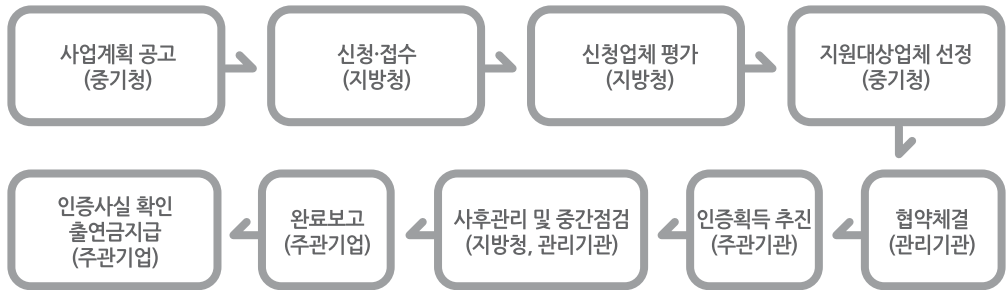 사업계획 공고
(중기청)
신청·접수
(지방청)
신청업체 평가
(지방청)
지원대상업체 선정
(중기청)
협약체결
(관리기관)
인증획득 추진
(주관기관)
사후관리 및 중간점검
(지방청, 관리기관)
완료보고
(주관기업)
인증사실 확인
출연금지급
(주관기업)